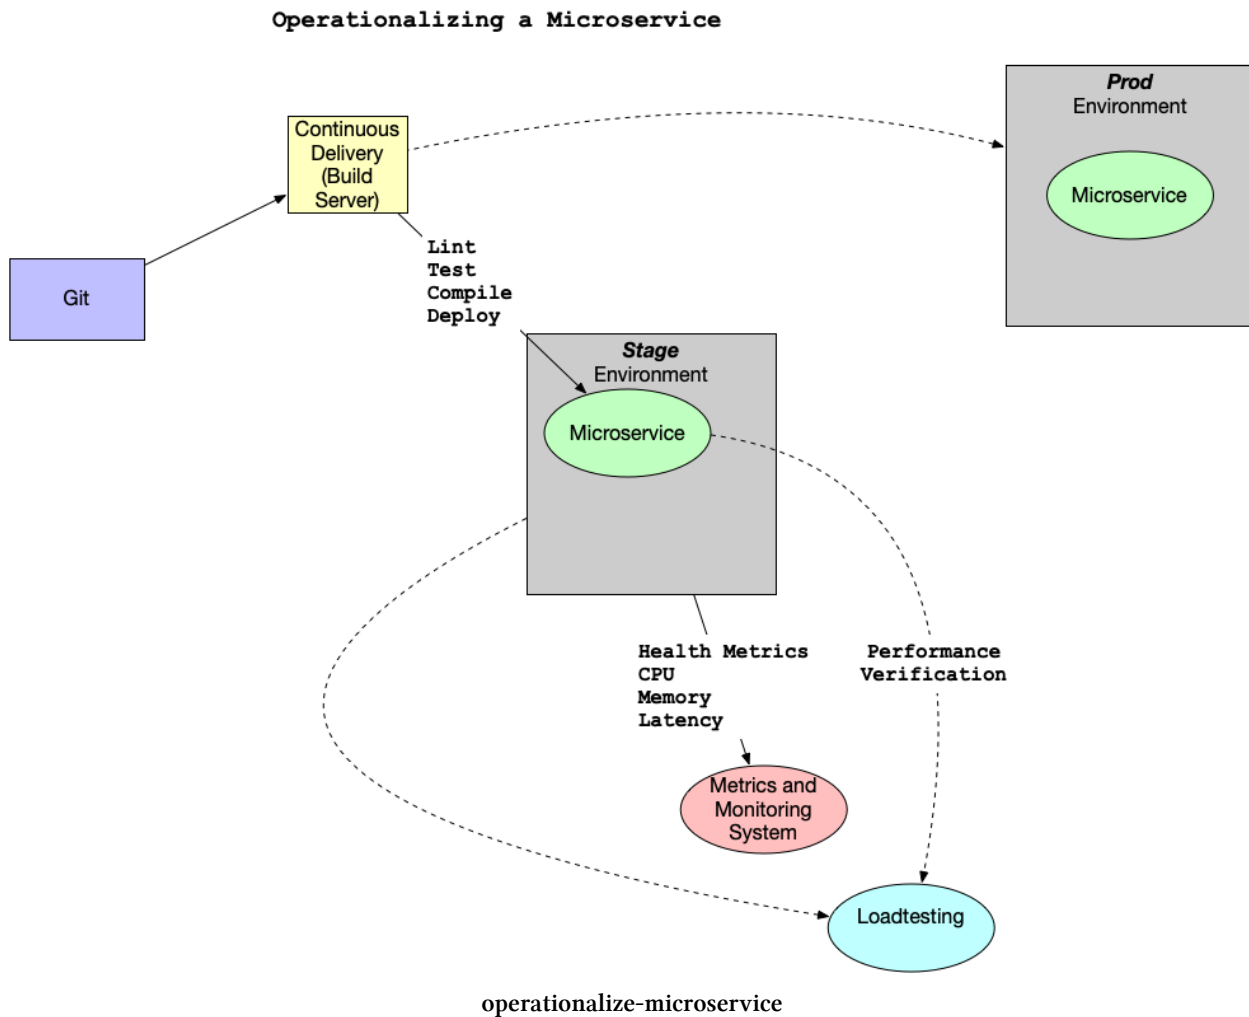 Operationalizing a Microservice
Prod
Environment
Microservice
Continuous
Delivery
(Build
Server)
Git
Lint
Test
Compile
Deploy
Stage
Environment
Microservice
Health Metrics
CPU
Memory
Latency
Performance
Verification
Metrics and
Monitoring
System
Loadtesting
operationalize-microservice